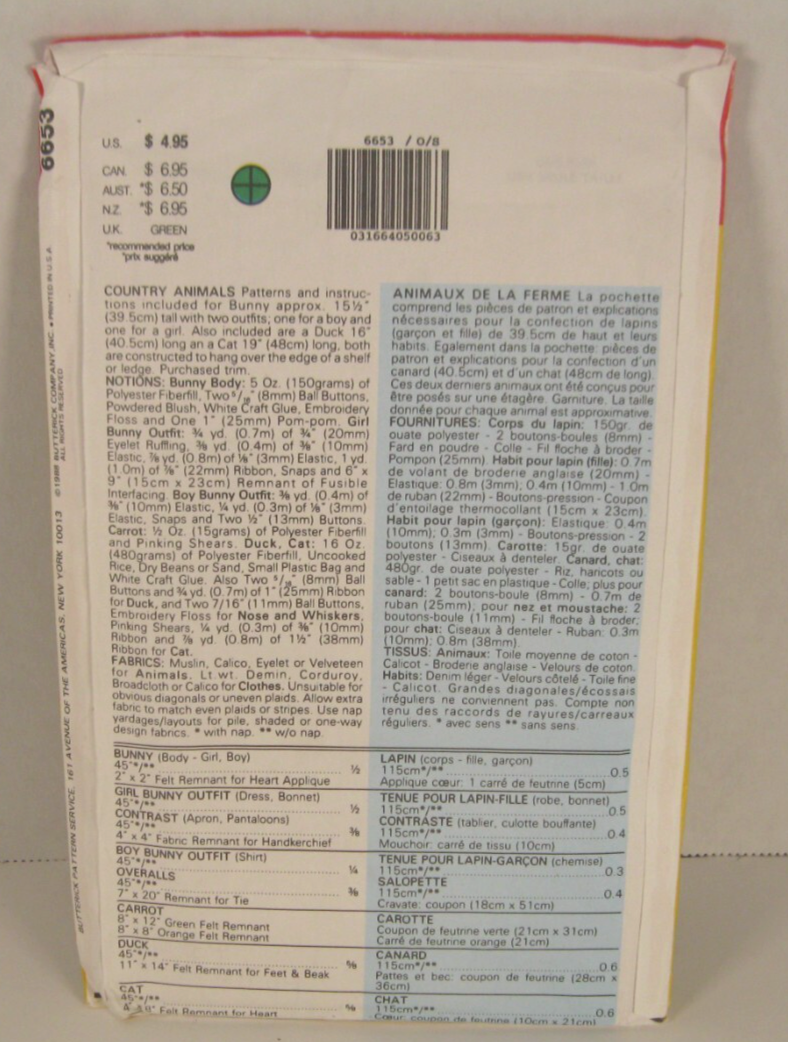 6653
U.S. $ 4.95
CAN. $ 6.95
AUST. *$ 6.50
N.Z. *$ 6.95
U.K. GREEN
*recommended price
*prix suggéré
6653 / 0/8
031664050063
BUTTERICK PATTERN SERVICE, 161 AVENUE OF THE AMERICAS, NEW YORK 10013 ©1988 BUTTERICK COMPANY, INC. • PRINTED IN U.S.A.
ALL RIGHTS RESERVED
COUNTRY ANIMALS Patterns and instruc-
tions included for Bunny approx. 15½"
(39.5cm) tall with two outfits; one for a boy and
one for a girl. Also included are a Duck 16"
(40.5cm) long an a Cat 19" (48cm) long, both
are constructed to hang over the edge of a shelf
or ledge. Purchased trim.
NOTIONS: Bunny Body: 5 Oz. (150grams) of
Polyester Fiberfill, Two 5/16" (8mm) Ball Buttons,
Powdered Blush, White Craft Glue, Embroidery
Floss and One 1" (25mm) Pom-pom. Girl
Bunny Outfit: ¾ yd. (0.7m) of ¾" (20mm)
Eyelet Ruffling, ⅜ yd. (0.4m) of ⅜" (10mm)
Elastic, ⅞ yd. (0.8m) of ⅛" (3mm) Elastic, 1 yd.
(1.0m) of ⅞" (22mm) Ribbon, Snaps and 6" x
9" (15cm x 23cm) Remnant of Fusible
Interfacing. Boy Bunny Outfit: ⅜ yd. (0.4m) of
⅜" (10mm) Elastic, ¼ yd. (0.3m) of ⅛" (3mm)
Elastic, Snaps and Two ½" (13mm) Buttons.
Carrot: ½ Oz. (15grams) of Polyester Fiberfill
and Pinking Shears. Duck, Cat: 16 Oz.
(480grams) of Polyester Fiberfill, Uncooked
Rice, Dry Beans or Sand, Small Plastic Bag and
White Craft Glue. Also Two 5/16" (8mm) Ball
Buttons and ¾ yd. (0.7m) of 1" (25mm) Ribbon
for Duck, and Two 7/16" (11mm) Ball Buttons,
Embroidery Floss for Nose and Whiskers,
Pinking Shears, ¼ yd. (0.3m) of ⅜" (10mm)
Ribbon and ⅞ yd. (0.8m) of 1½" (38mm)
Ribbon for Cat.
FABRICS: Muslin, Calico, Eyelet or Velveteen
for Animals. Lt.wt. Demin, Corduroy,
Broadcloth or Calico for Clothes. Unsuitable for
obvious diagonals or uneven plaids. Allow extra
fabric to match even plaids or stripes. Use nap
yardages/layouts for pile, shaded or one-way
design fabrics. * with nap. ** w/o nap.
ANIMAUX DE LA FERME La pochette
comprend les pièces de patron et explications
nécessaires pour la confection de lapins
(garçon et fille) de 39.5cm de haut et leurs
habits. Egalement dans la pochette: pièces de
patron et explications pour la confection d'un
canard (40.5cm) et d'un chat (48cm de long).
Ces deux derniers animaux ont été conçus pour
être posés sur une étagère. Garniture. La taille
donnée pour chaque animal est approximative.
FOURNITURES: Corps du lapin: 150gr. de
ouate polyester - 2 boutons-boules (8mm) -
Fard en poudre - Colle - Fil floche à broder -
Pompon (25mm). Habit pour lapin (fille): 0.7m
de volant de broderie anglaise (20mm) -
Elastique: 0.8m (3mm); 0.4m (10mm) - 1.0m
de ruban (22mm) - Boutons-pression - Coupon
d'entoilage thermocollant (15cm x 23cm).
Habit pour lapin (garçon): Elastique: 0.4m
(10mm); 0.3m (3mm) - Boutons-pression - 2
boutons (13mm). Carotte: 15gr. de ouate
polyester - Ciseaux à denteler. Canard, chat:
480gr. de ouate polyester - Riz, haricots ou
sable - 1 petit sac en plastique - Colle, plus pour
canard: 2 boutons-boule (8mm) - 0.7m de
ruban (25mm), pour nez et moustache: 2
boutons-boule (11mm) - Fil floche à broder;
pour chat: Ciseaux à denteler - Ruban: 0.3m
(10mm); 0.8m (38mm).
TISSUS: Animaux: Toile moyenne de coton -
Calicot - Broderie anglaise - Velours de coton.
Habits: Denim léger - Velours côtelé - Toile fine
- Calicot. Grandes diagonales/écossais
irréguliers ne conviennent pas. Compte non
tenu des raccords de rayures/carreaux
réguliers. * avec sens ** sans sens.
BUNNY (Body - Girl, Boy)
45"*/** ½
2" x 2" Felt Remnant for Heart Applique
GIRL BUNNY OUTFIT (Dress, Bonnet)
45"*/** ½
CONTRAST (Apron, Pantaloons)
45"*/** ⅜
4" x 4" Fabric Remnant for Handkerchief
BOY BUNNY OUTFIT (Shirt)
45"*/** ¼
OVERALLS
45"*/** ⅜
7" x 20" Remnant for Tie
CARROT
8" x 12" Green Felt Remnant
8" x 8" Orange Felt Remnant
DUCK
45"*/** ⅝
11" x 14" Felt Remnant for Feet & Beak
CAT
45"*/** ⅝
4" x 8" Felt Remnant for Heart
LAPIN (corps - fille, garçon)
115cm*/** 0.5
Applique cœur: 1 carré de feutrine (5cm)
TENUE POUR LAPIN-FILLE (robe, bonnet)
115cm*/** 0.5
CONTRASTE (tablier, culotte bouffante)
115cm*/** 0.4
Mouchoir: carré de tissu (10cm)
TENUE POUR LAPIN-GARÇON (chemise)
115cm*/** 0.3
SALOPETTE
115cm*/** 0.4
Cravate: coupon (18cm x 51cm)
CAROTTE
Coupon de feutrine verte (21cm x 31cm)
Carré de feutrine orange (21cm)
CANARD
115cm*/** 0.6
Pattes et bec: coupon de feutrine (28cm x
36cm)
CHAT
115cm*/** 0.6
Cœur: coupon de feutrine (10cm x 21cm)